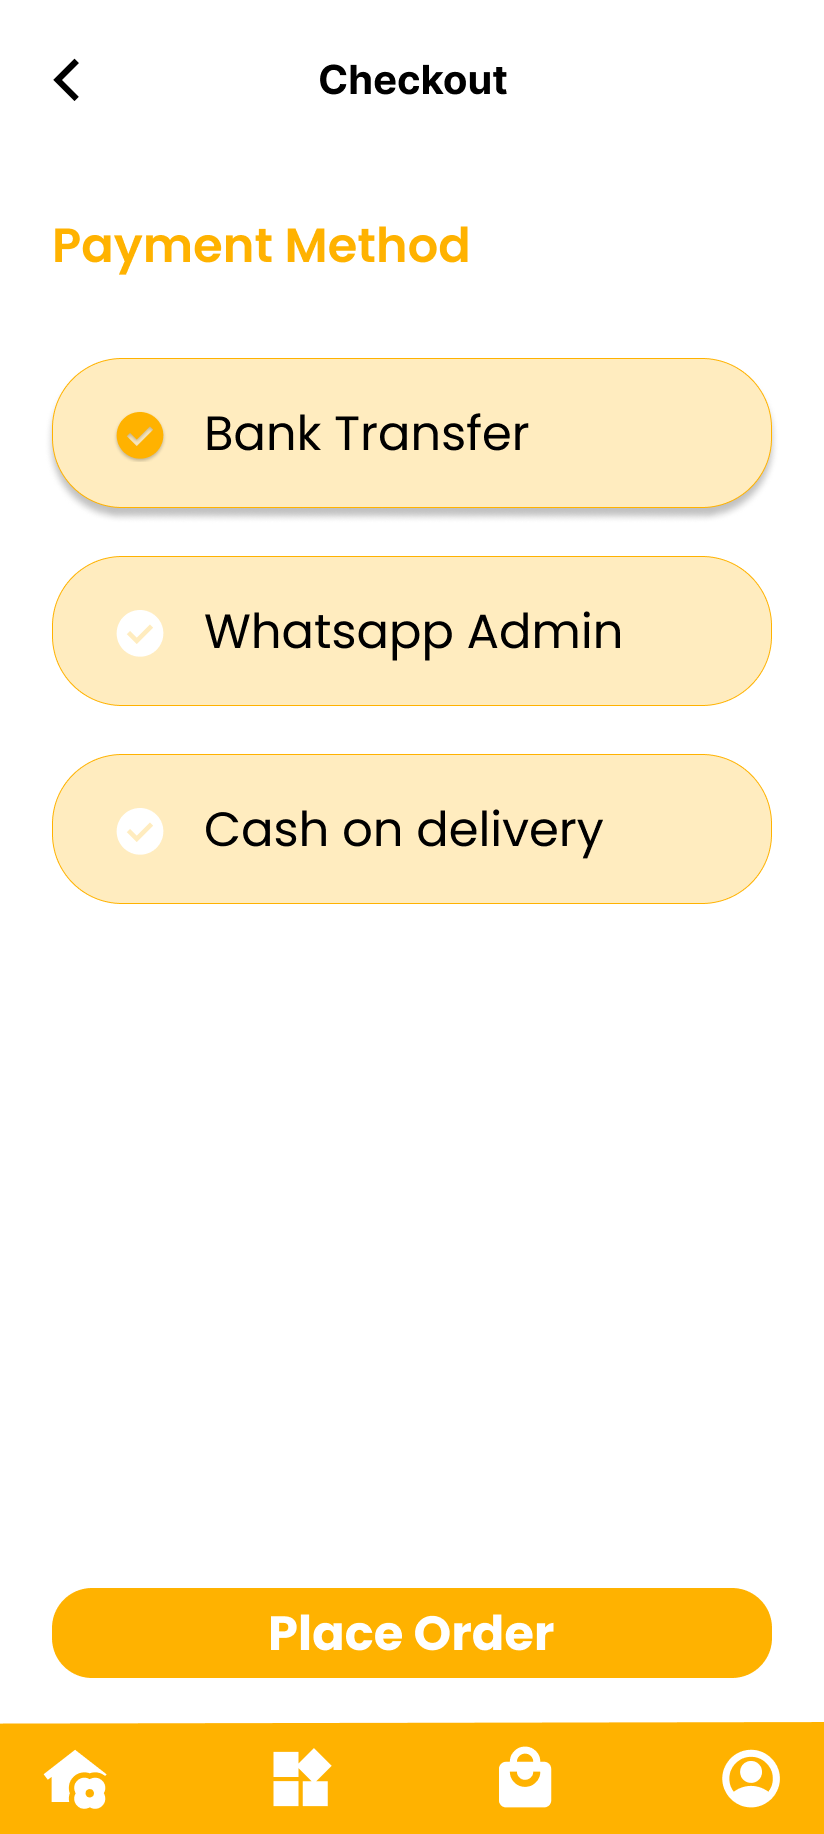 Checkout
Payment Method
Bank Transfer
Whatsapp Admin
Cash on delivery
Place Order